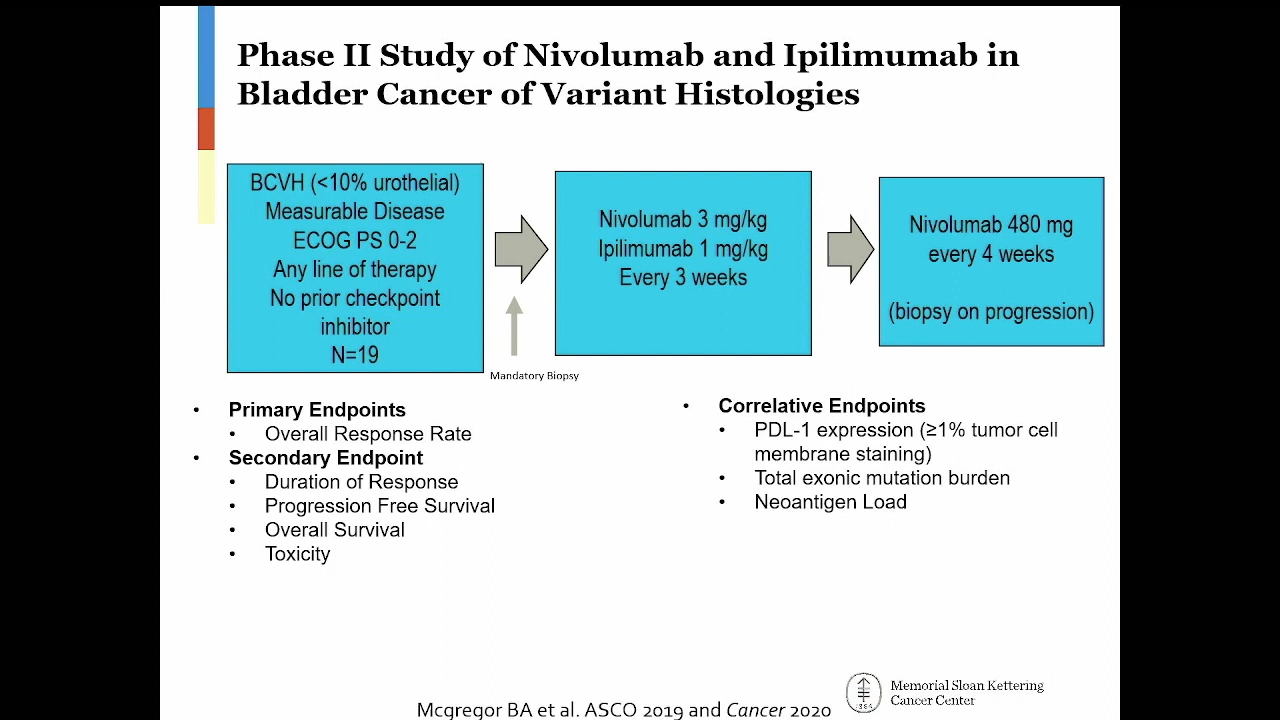 Phase II Study of Nivolumab and Ipilimumab in
Bladder Cancer of Variant Histologies
BCVH (<10% urothelial)
Measurable Disease
ECOG PS 0-2
Any line of therapy
No prior checkpoint
inhibitor
N=19
Mandatory Biopsy
Nivolumab 3 mg/kg
Ipilimumab 1 mg/kg
Every 3 weeks
Nivolumab 480 mg
every 4 weeks
(biopsy on progression)
• Primary Endpoints
• Overall Response Rate
• Secondary Endpoint
• Duration of Response
• Progression Free Survival
• Overall Survival
• Toxicity
• Correlative Endpoints
• PDL-1 expression (≥1% tumor cell
membrane staining)
• Total exonic mutation burden
• Neoantigen Load
1884
Memorial Sloan Kettering
Cancer Center
Mcgregor BA et al. ASCO 2019 and Cancer 2020